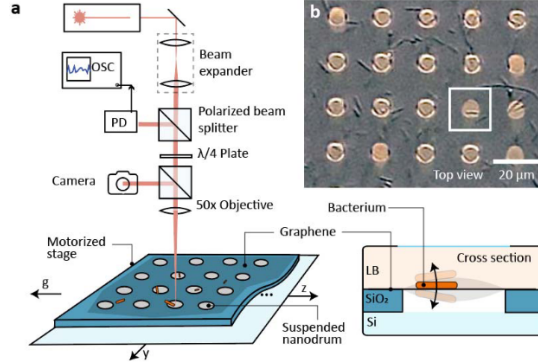 a
OSC
Beam
expander
PD
Polarized beam
splitter
λ/4 Plate
Camera
50x Objective
Motorized
stage
Graphene
g
z
...
y
Suspended
nanodrum
b
Top view
20 µm
Bacterium
Cross section
LB
SiO₂
Si